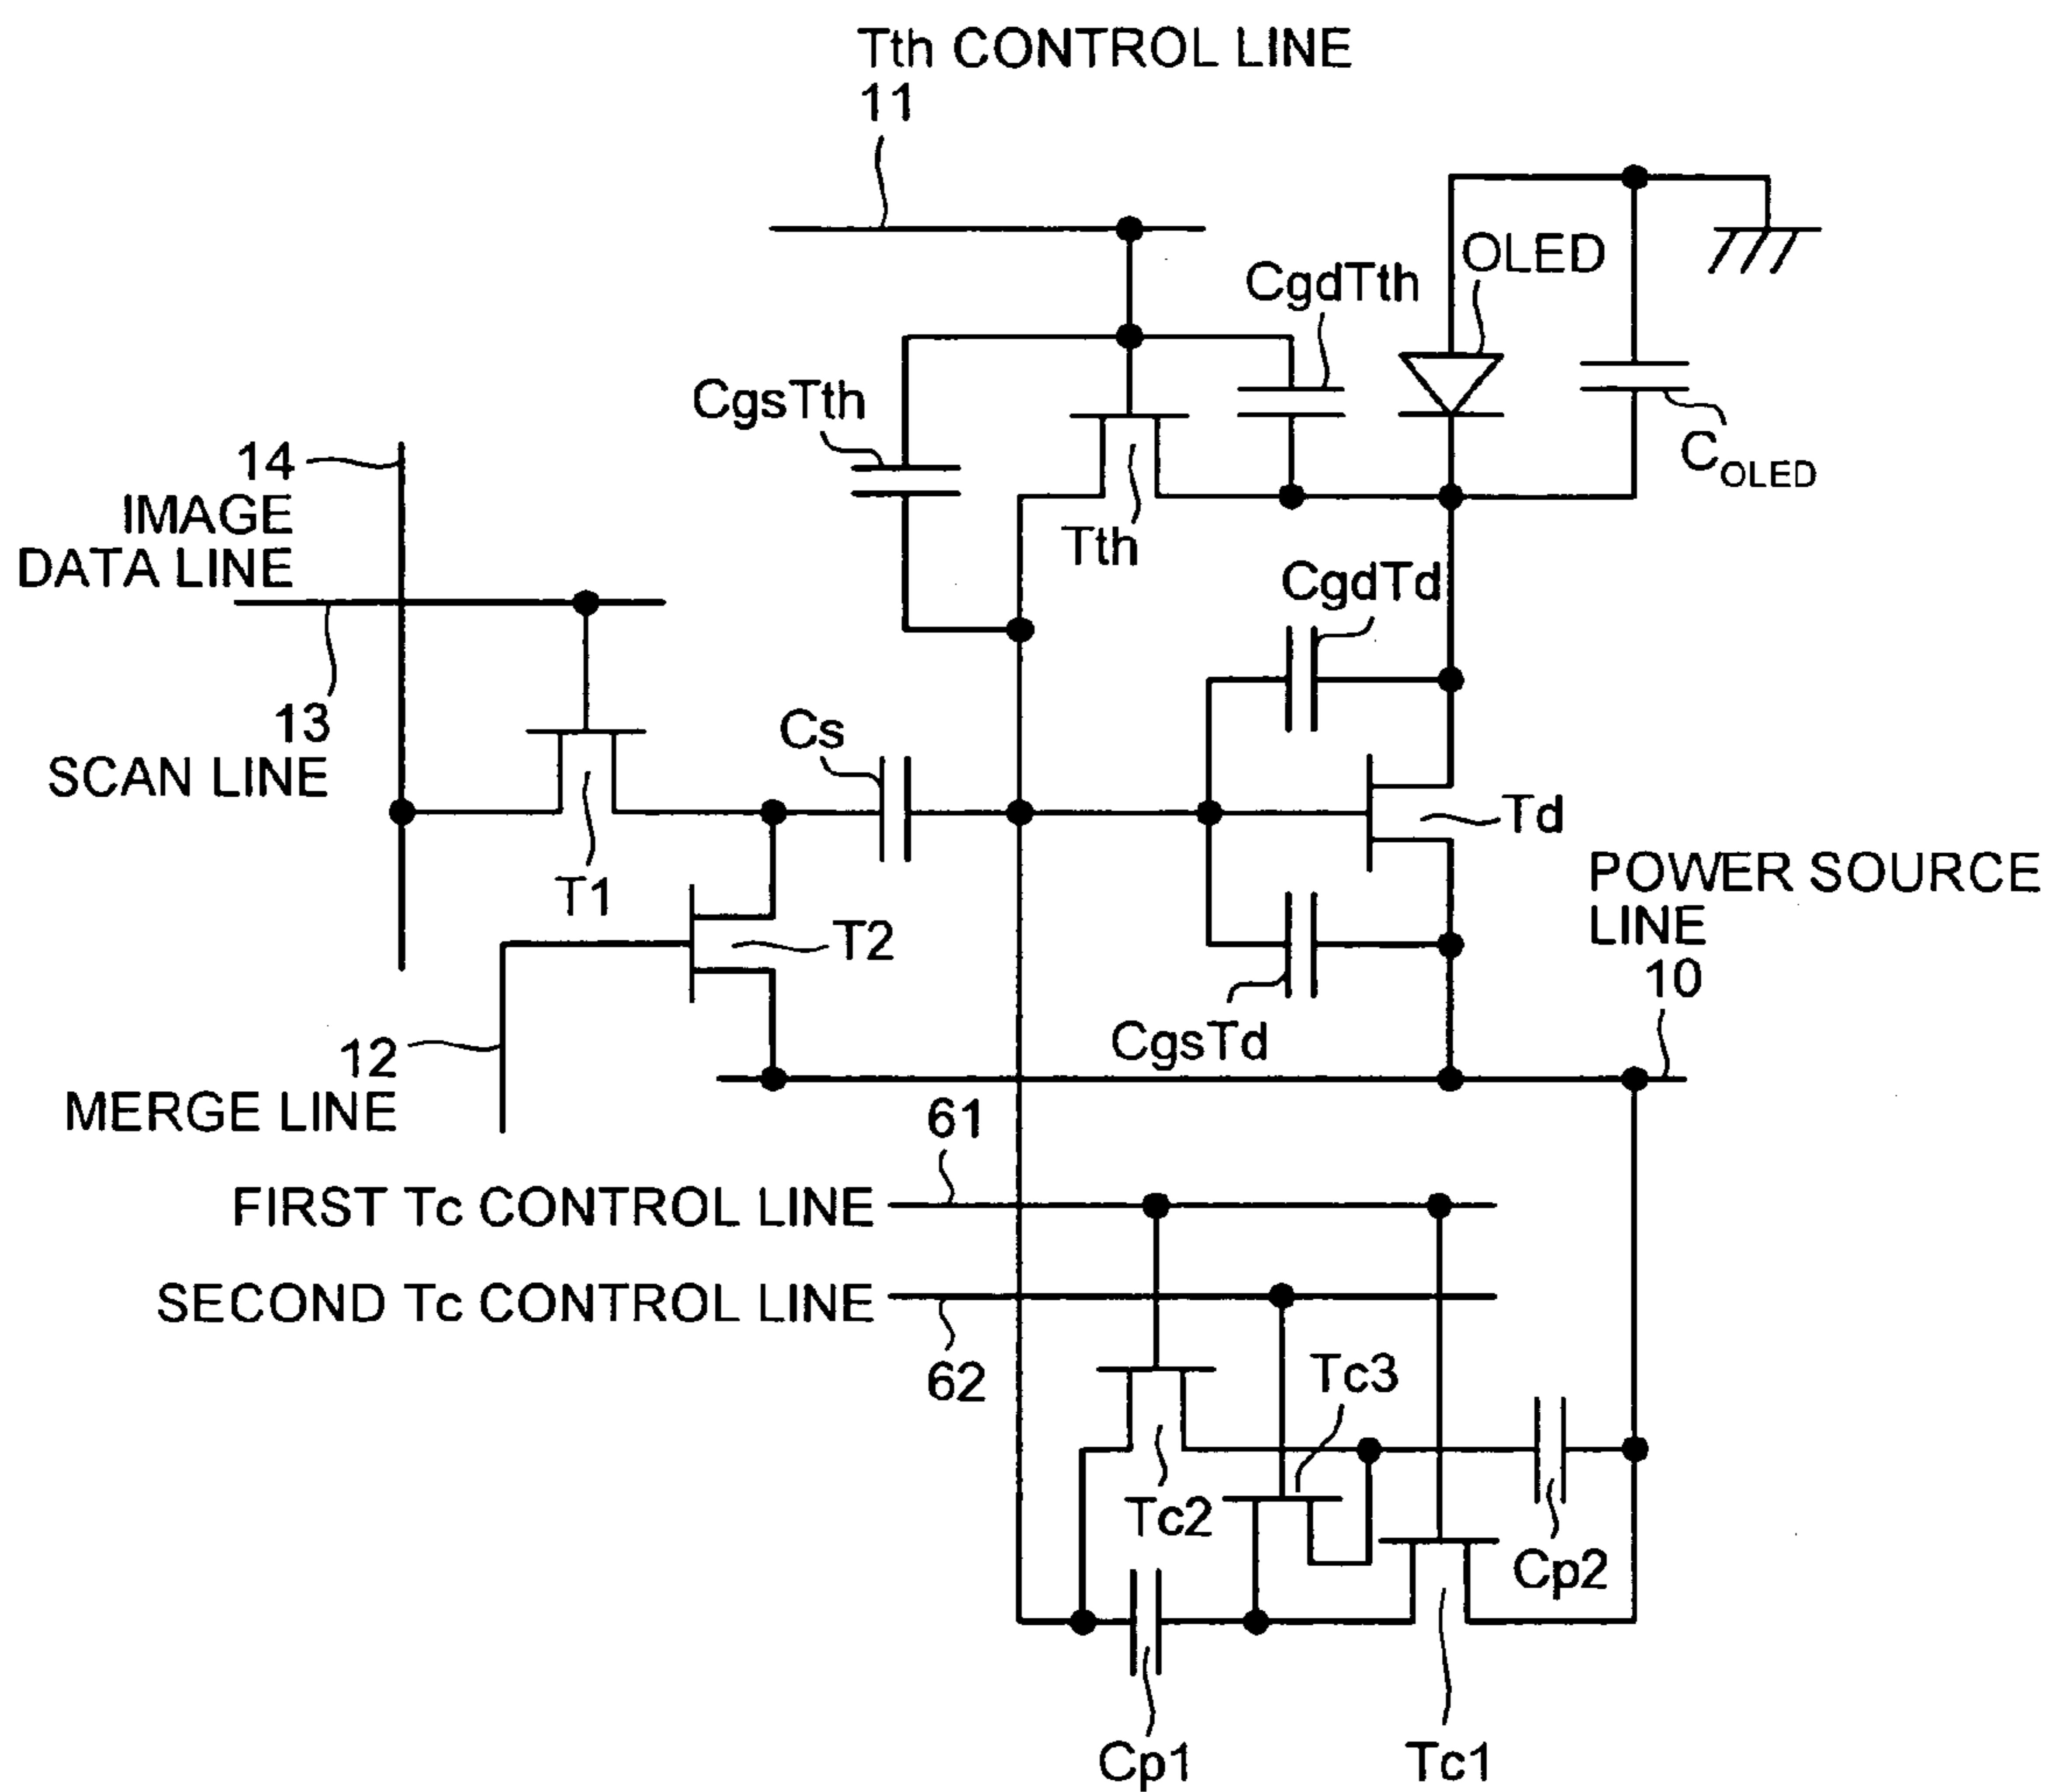 Tth CONTROL LINE
11
OLED
CgdTth
CgsTth
14
IMAGE
DATA LINE
COLED
Tth
CgdTd
13
SCAN LINE
Cs
Td
T1
T2
POWER SOURCE
LINE
10
CgsTd
12
MERGE LINE
61
FIRST Tc CONTROL LINE
SECOND Tc CONTROL LINE
62
Tc3
Tc2
Cp2
Cp1
Tc1